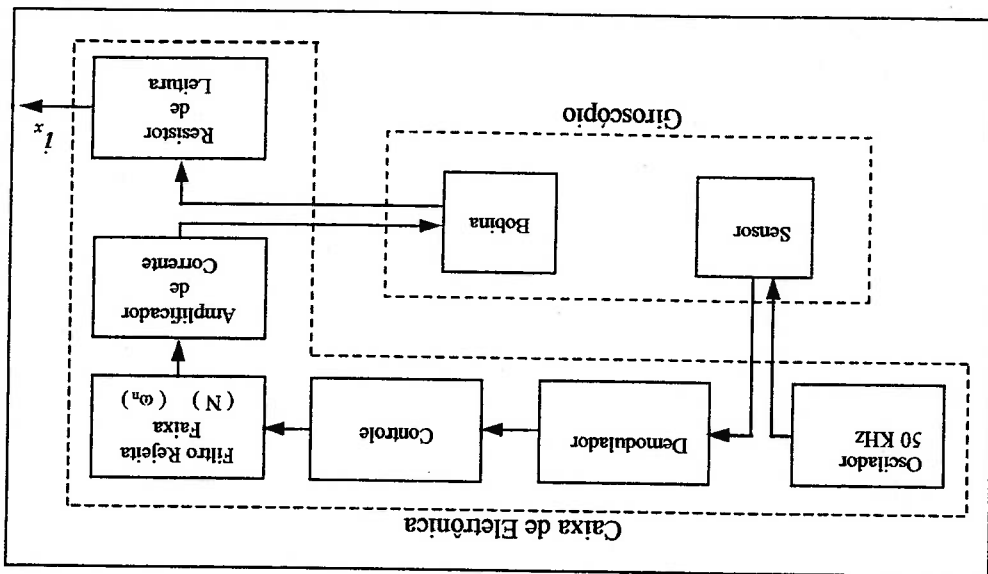 Caixa de Eletrônica
Oscilador
50 KHz
Demodulador
Controle
Filtro Rejeita
Faixa
( N ) ( ωₙ )
Amplificador
de
Corrente
Sensor
Bobina
Giroscópio
Resistor
de
Leitura
iₓ